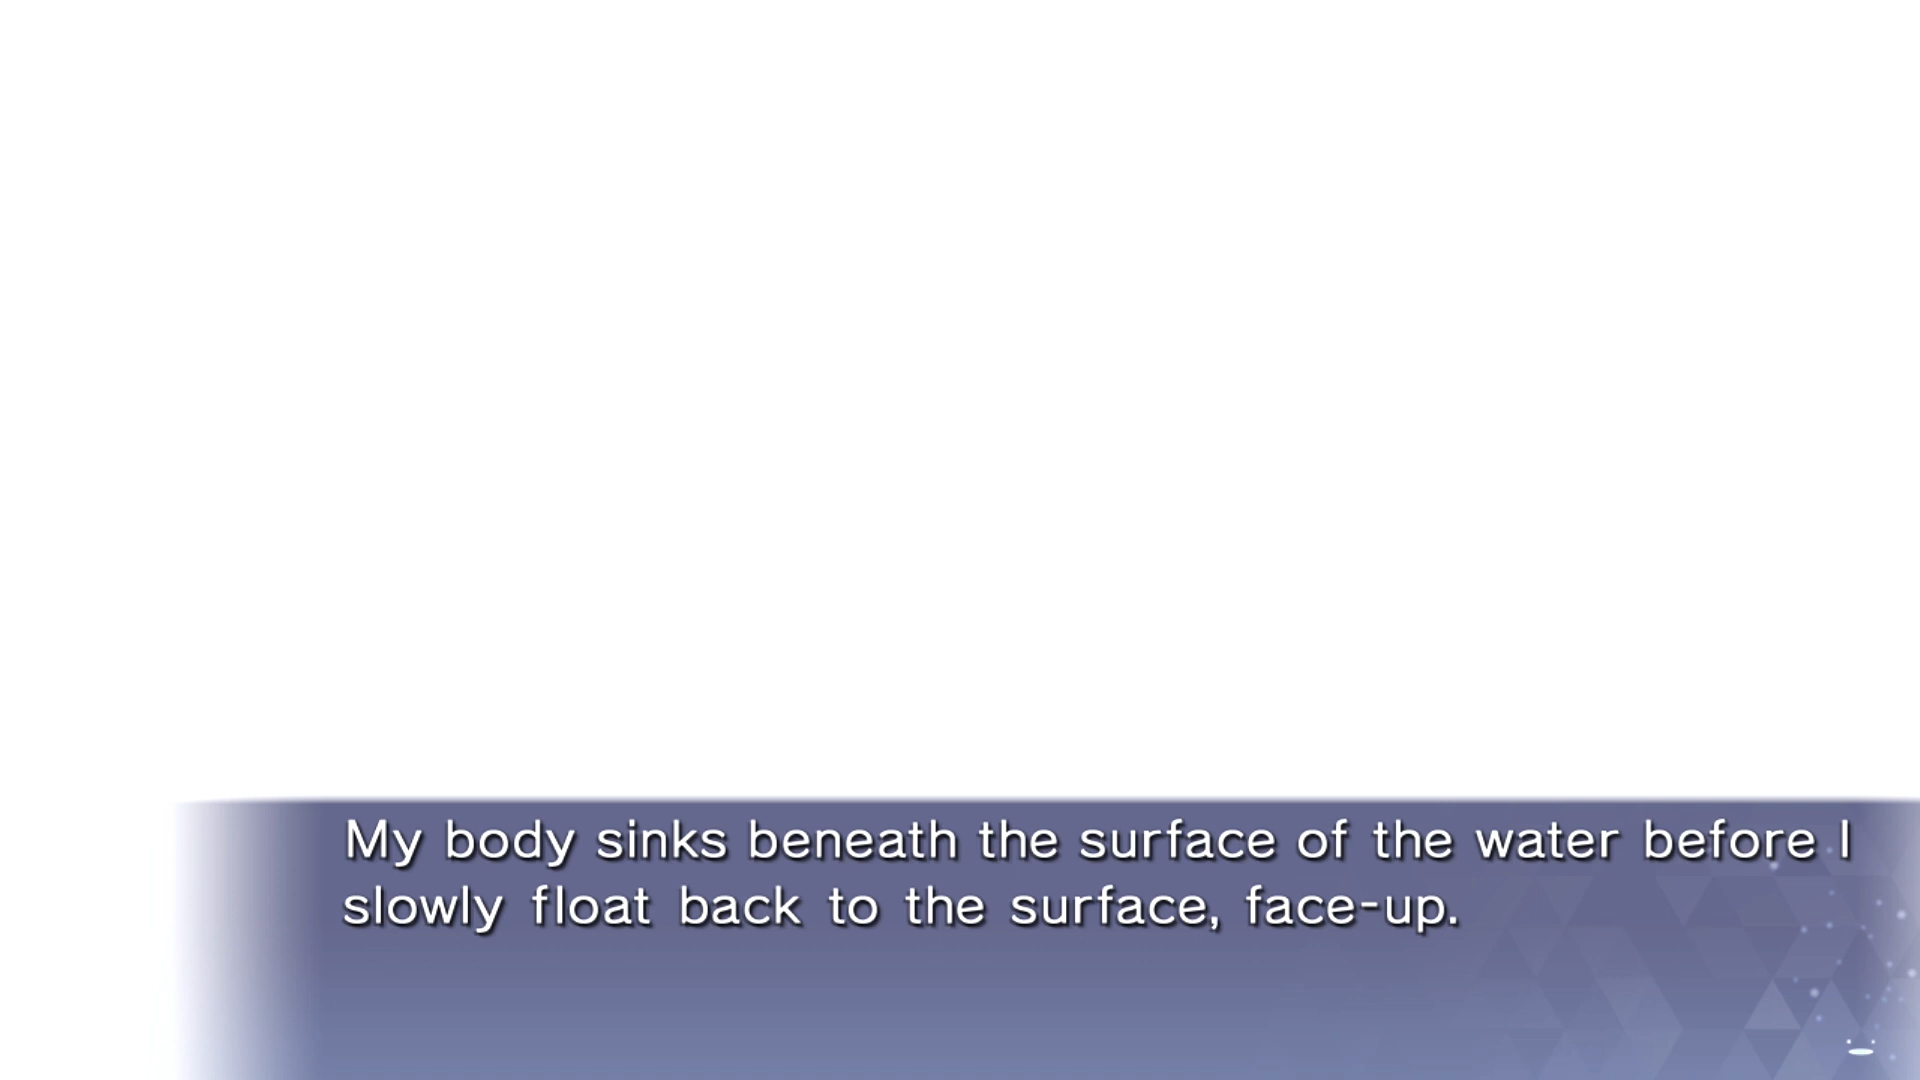 My body sinks beneath the surface of the water before I
slowly float back to the surface, face-up.